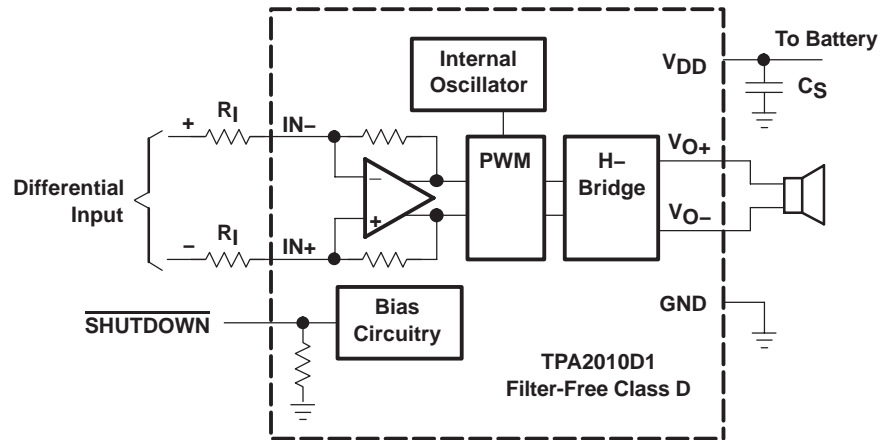 To Battery
Internal
Oscillator
VDD
CS
+
RI
IN−
PWM
H−
Bridge
VO+
−
Differential
Input
+
VO−
−
RI
IN+
GND
SHUTDOWN
Bias
Circuitry
TPA2010D1
Filter-Free Class D